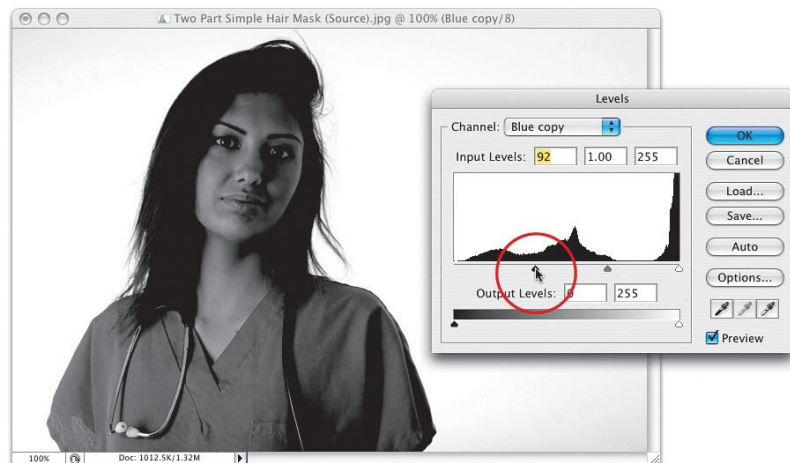 Two Part Simple Hair Mask (Source).jpg @ 100% (Blue copy/8)
Levels
Channel: Blue copy
OK
Input Levels: 92 1.00 255
Cancel
Load...
Save...
Auto
Options...
Output Levels: 0 255
Preview
100% Doc: 1012.5K/1.32M